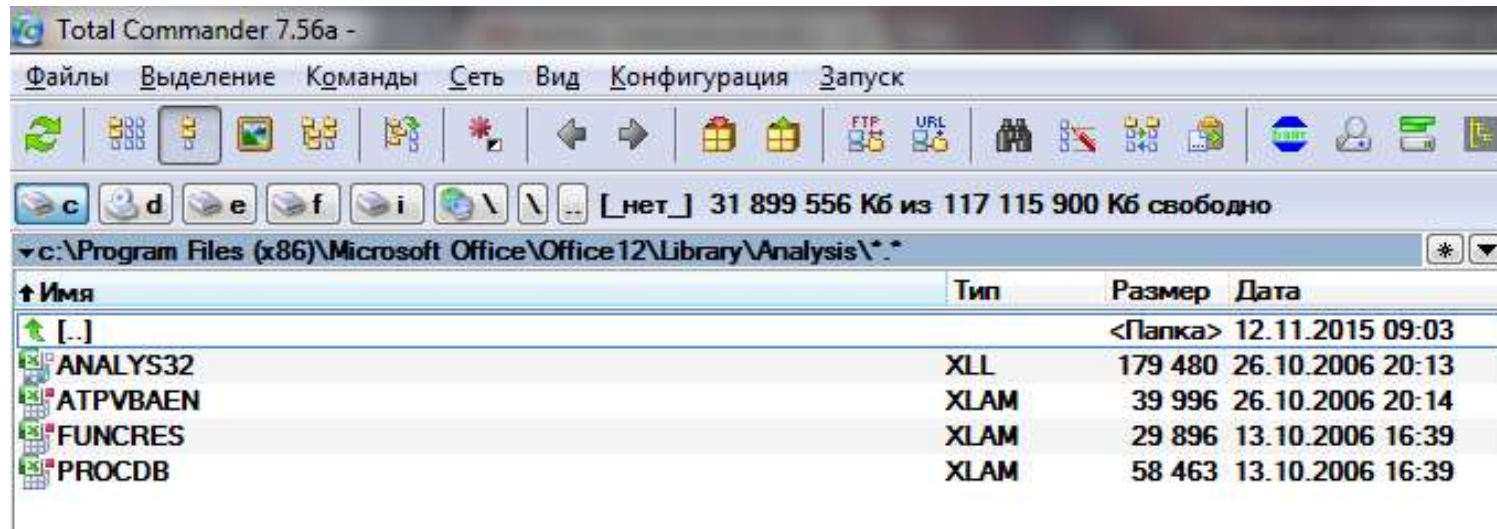 Total Commander 7.56a -
Файлы Выделение Команды Сеть Вид Конфигурация Запуск
FTP URL
c d e f i \ \ .. [_нет_] 31 899 556 Кб из 117 115 900 Кб свободно
c:\Program Files (x86)\Microsoft Office\Office12\Library\Analysis\*.* *
Имя Тип Размер Дата
[..] <Папка> 12.11.2015 09:03
ANALYS32 XLL 179 480 26.10.2006 20:13
ATPVBAEN XLAM 39 996 26.10.2006 20:14
FUNCRES XLAM 29 896 13.10.2006 16:39
PROCDB XLAM 58 463 13.10.2006 16:39